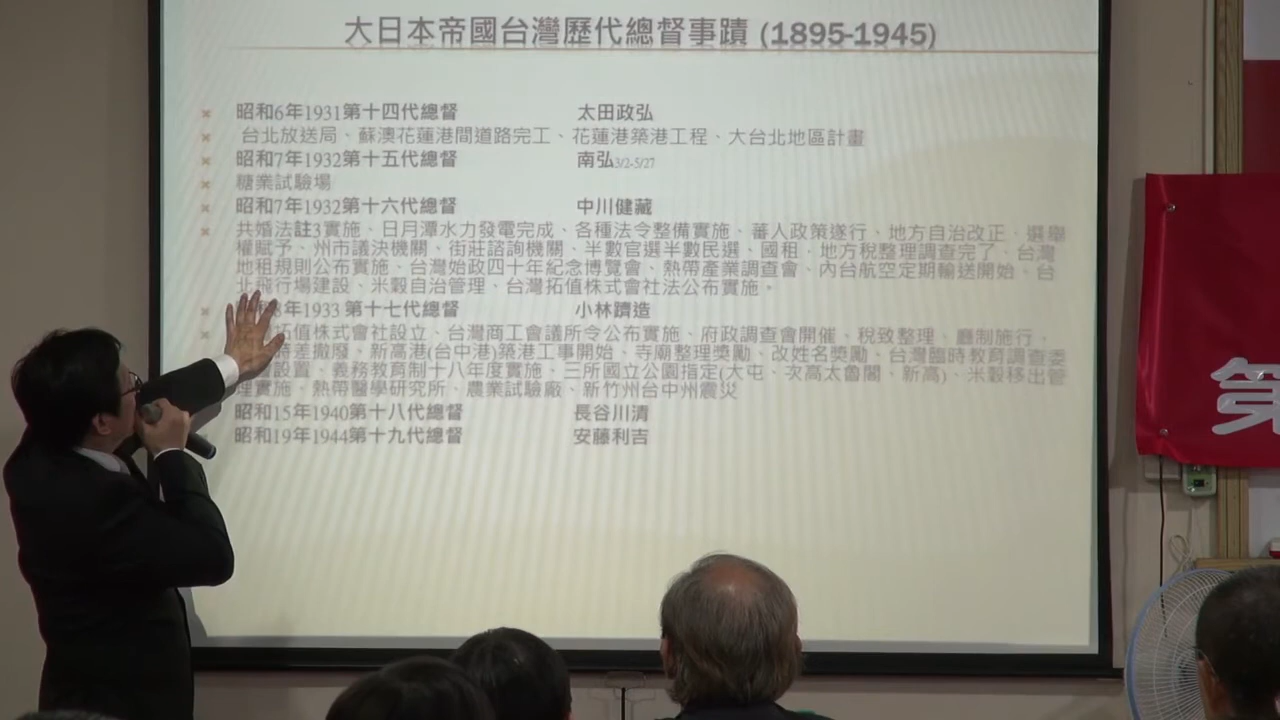 大日本帝國台灣歷代總督事蹟 (1895-1945)
昭和6年1931第十四代總督 太田政弘
台北放送局、蘇澳花蓮港間道路完工、花蓮港築港工程、大台北地區計畫
昭和7年1932第十五代總督 南弘3/2-5/27
糖業試驗場
昭和7年1932第十六代總督 中川健藏
共婚法註3實施、日月潭水力發電完成、各種法令整備實施、蕃人政策遂行、地方自治改正、選舉
權賦予、州市議決機關、街莊諮詢機關、半數官選半數民選、國租、地方稅整理調查完了、台灣
地租規則公布實施、台灣始政四十年紀念博覽會、熱帶產業調查會、內台航空定期輸送開始、台
北飛行場建設、米穀自治管理、台灣拓值株式會社法公布實施。
8年1933 第十七代總督 小林躋造
拓值株式會社設立、台灣商工會議所令公布實施、府政調查會開催、稅致整理、廳制施行、
時差撤廢、新高港(台中港)築港工事開始、寺廟整理獎勵、改姓名獎勵、台灣臨時教育調查委
設置、義務教育制十八年度實施、三所國立公園指定(大屯、次高太魯閣、新高)、米穀移出管
理實施、熱帶醫學研究所、農業試驗廠、新竹州台中州震災
昭和15年1940第十八代總督 長谷川清
昭和19年1944第十九代總督 安藤利吉
第